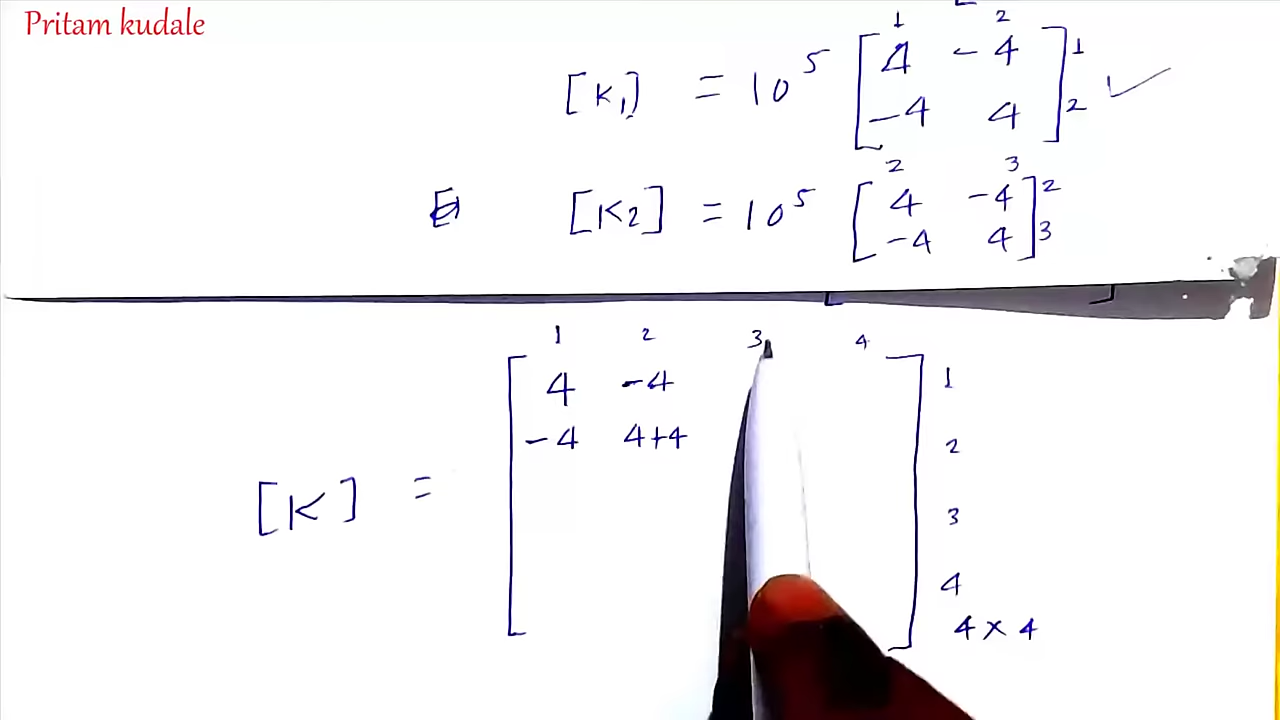 Pritam kudale
1 2
[K1] = 10^5 [4 -4] 1
[-4 4] 2 ✓
2 3
[K2] = 10^5 [4 -4] 2
[-4 4] 3
1 2 3 4
4 -4 1
-4 4+4 2
[K] =
3
4
4 × 4